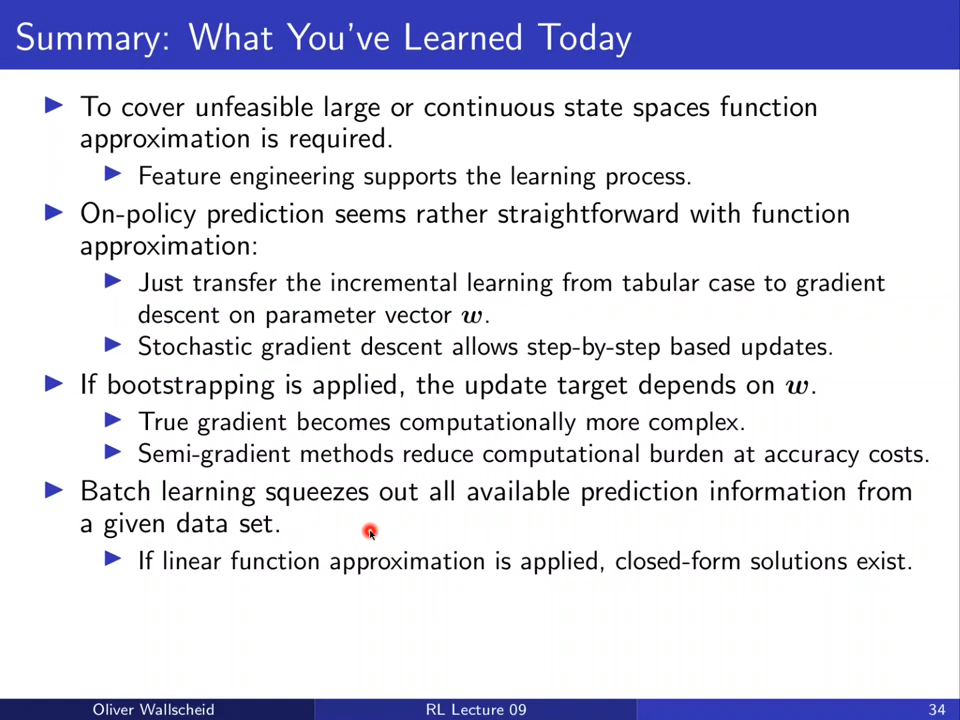 Summary: What You've Learned Today
To cover unfeasible large or continuous state spaces function
approximation is required.
Feature engineering supports the learning process.
On-policy prediction seems rather straightforward with function
approximation:
Just transfer the incremental learning from tabular case to gradient
descent on parameter vector w.
Stochastic gradient descent allows step-by-step based updates.
If bootstrapping is applied, the update target depends on w.
True gradient becomes computationally more complex.
Semi-gradient methods reduce computational burden at accuracy costs.
Batch learning squeezes out all available prediction information from
a given data set.
If linear function approximation is applied, closed-form solutions exist.
Oliver Wallscheid RL Lecture 09 34